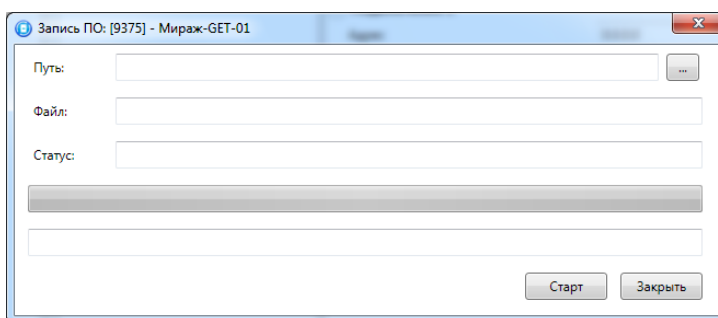 Запись ПО: [9375] - Мираж-GET-01
Путь:
...
Файл:
Статус:
Старт
Закрыть